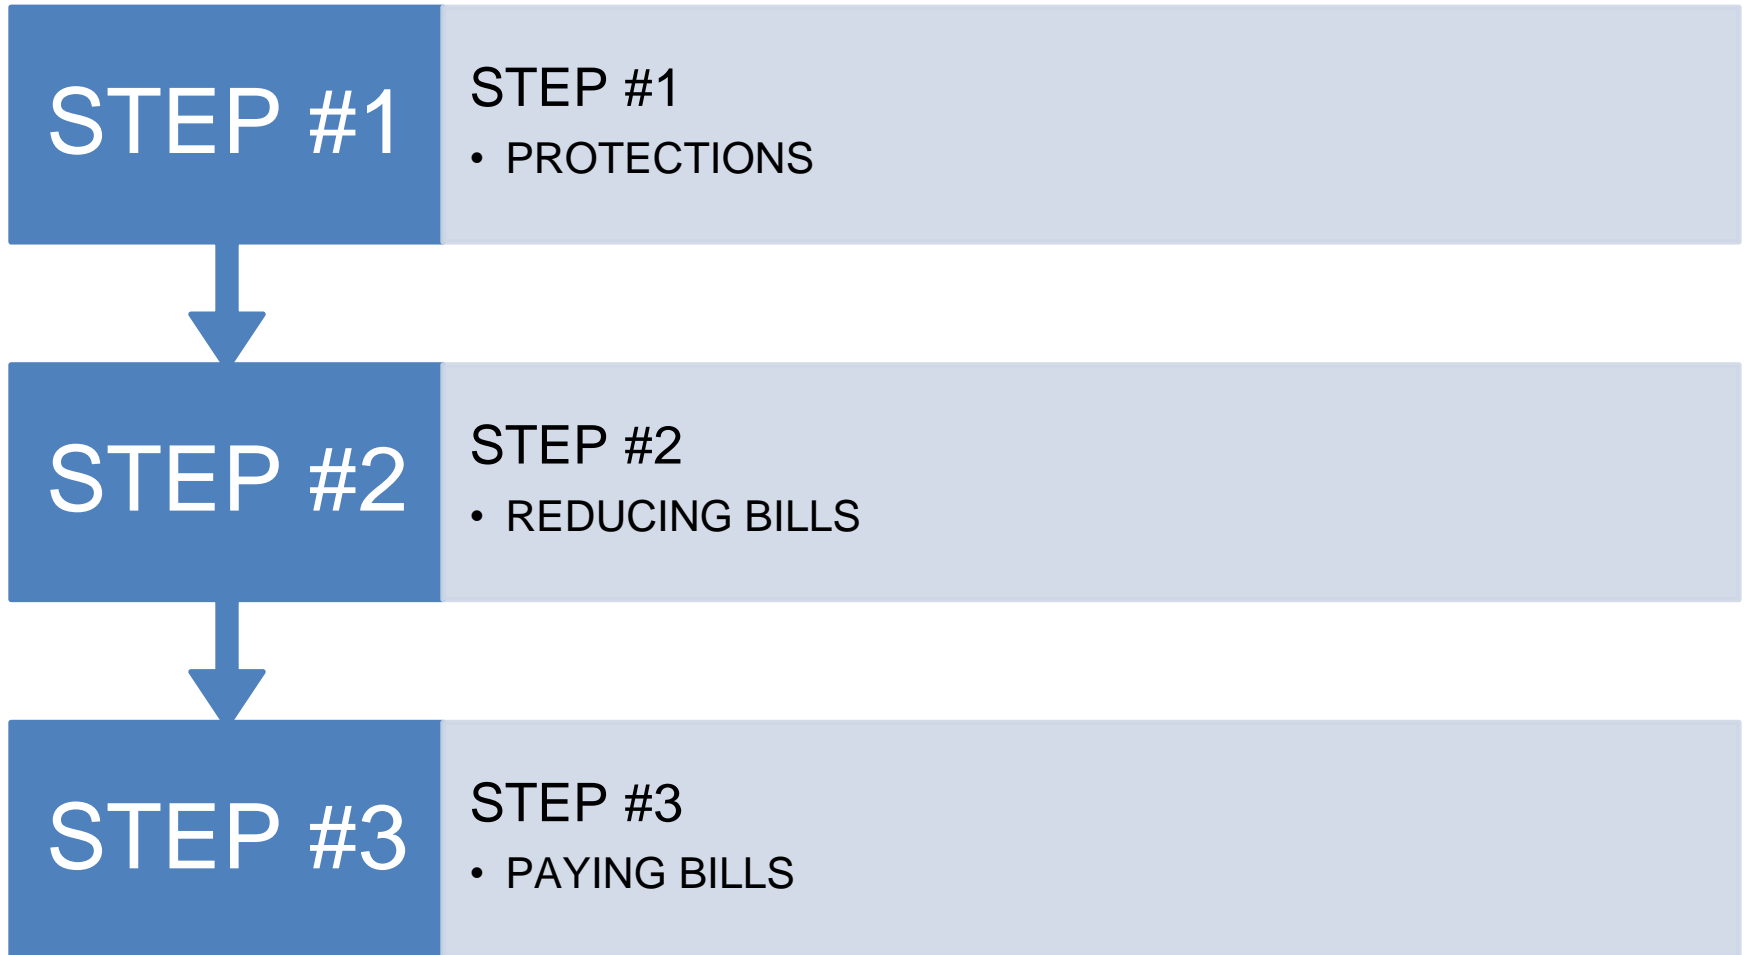 STEP #1
STEP #1
• PROTECTIONS
STEP #2
STEP #2
• REDUCING BILLS
STEP #3
STEP #3
• PAYING BILLS